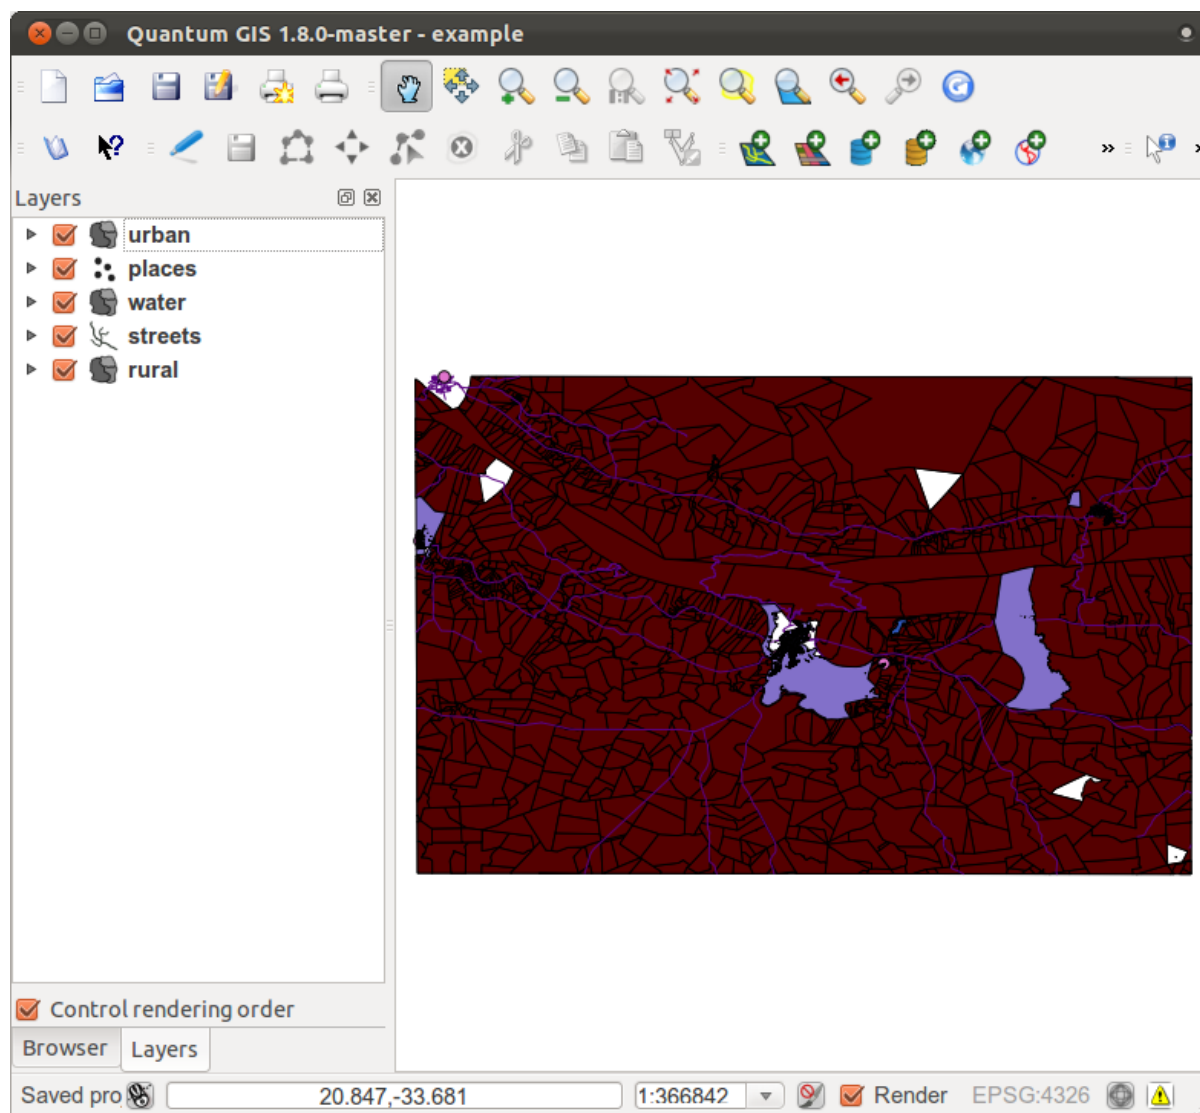 Quantum GIS 1.8.0-master - example
Layers
urban
places
water
streets
rural
Control rendering order
Browser Layers
Saved pro 20.847,-33.681 1:366842 Render EPSG:4326